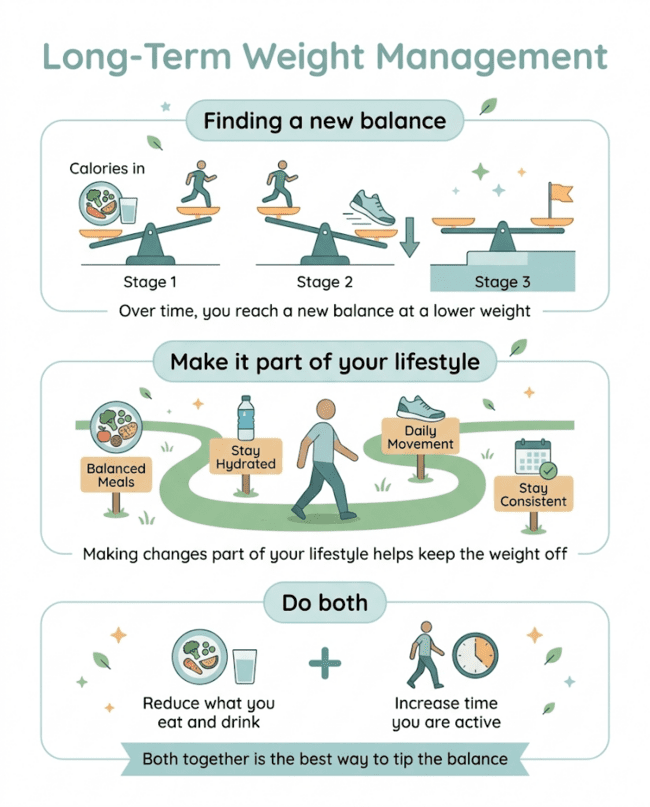 Long-Term Weight Management
Finding a new balance
Calories in
Stage 1
Stage 2
Stage 3
Over time, you reach a new balance at a lower weight
Make it part of your lifestyle
Balanced
Meals
Stay
Hydrated
Daily
Movement
Stay
Consistent
Making changes part of your lifestyle helps keep the weight off
Do both
Reduce what you
eat and drink
Increase time
you are active
Both together is the best way to tip the balance